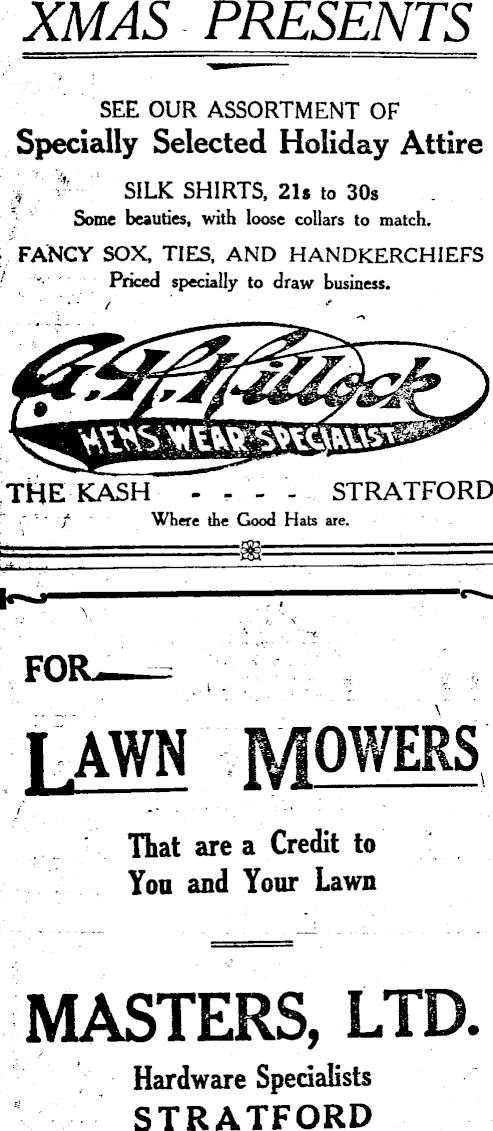 XMAS PRESENTS
SEE OUR ASSORTMENT OF
Specially Selected Holiday Attire
SILK SHIRTS, 21s to 30s
Some beauties, with loose collars to match.
FANCY SOX, TIES, AND HANDKERCHIEFS
Priced specially to draw business.
G. H. Hillock
MENS WEAR SPECIALIST
THE KASH - - - - STRATFORD
Where the Good Hats are.
FOR
LAWN MOWERS
That are a Credit to
You and Your Lawn
MASTERS, LTD.
Hardware Specialists
STRATFORD